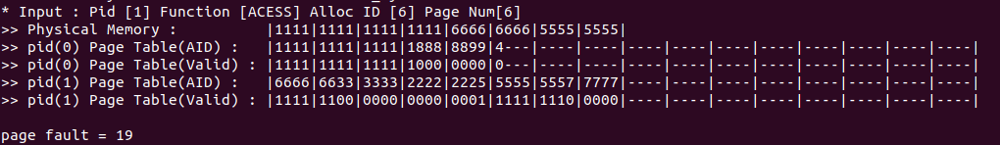 * Input : Pid [1] Function [ACESS] Alloc ID [6] Page Num[6]
>> Physical Memory :          |1111|1111|1111|1111|6666|6666|5555|5555|
>> pid(0) Page Table(AID) :   |1111|1111|1111|1888|8899|4---|----|----|----|----|----|----|----|----|----|----|
>> pid(0) Page Table(Valid) : |1111|1111|1111|1000|0000|0---|----|----|----|----|----|----|----|----|----|----|
>> pid(1) Page Table(AID) :   |6666|6633|3333|2222|2225|5555|5557|7777|----|----|----|----|----|----|----|----|
>> pid(1) Page Table(Valid) : |1111|1100|0000|0000|0001|1111|1110|0000|----|----|----|----|----|----|----|----|
page fault = 19